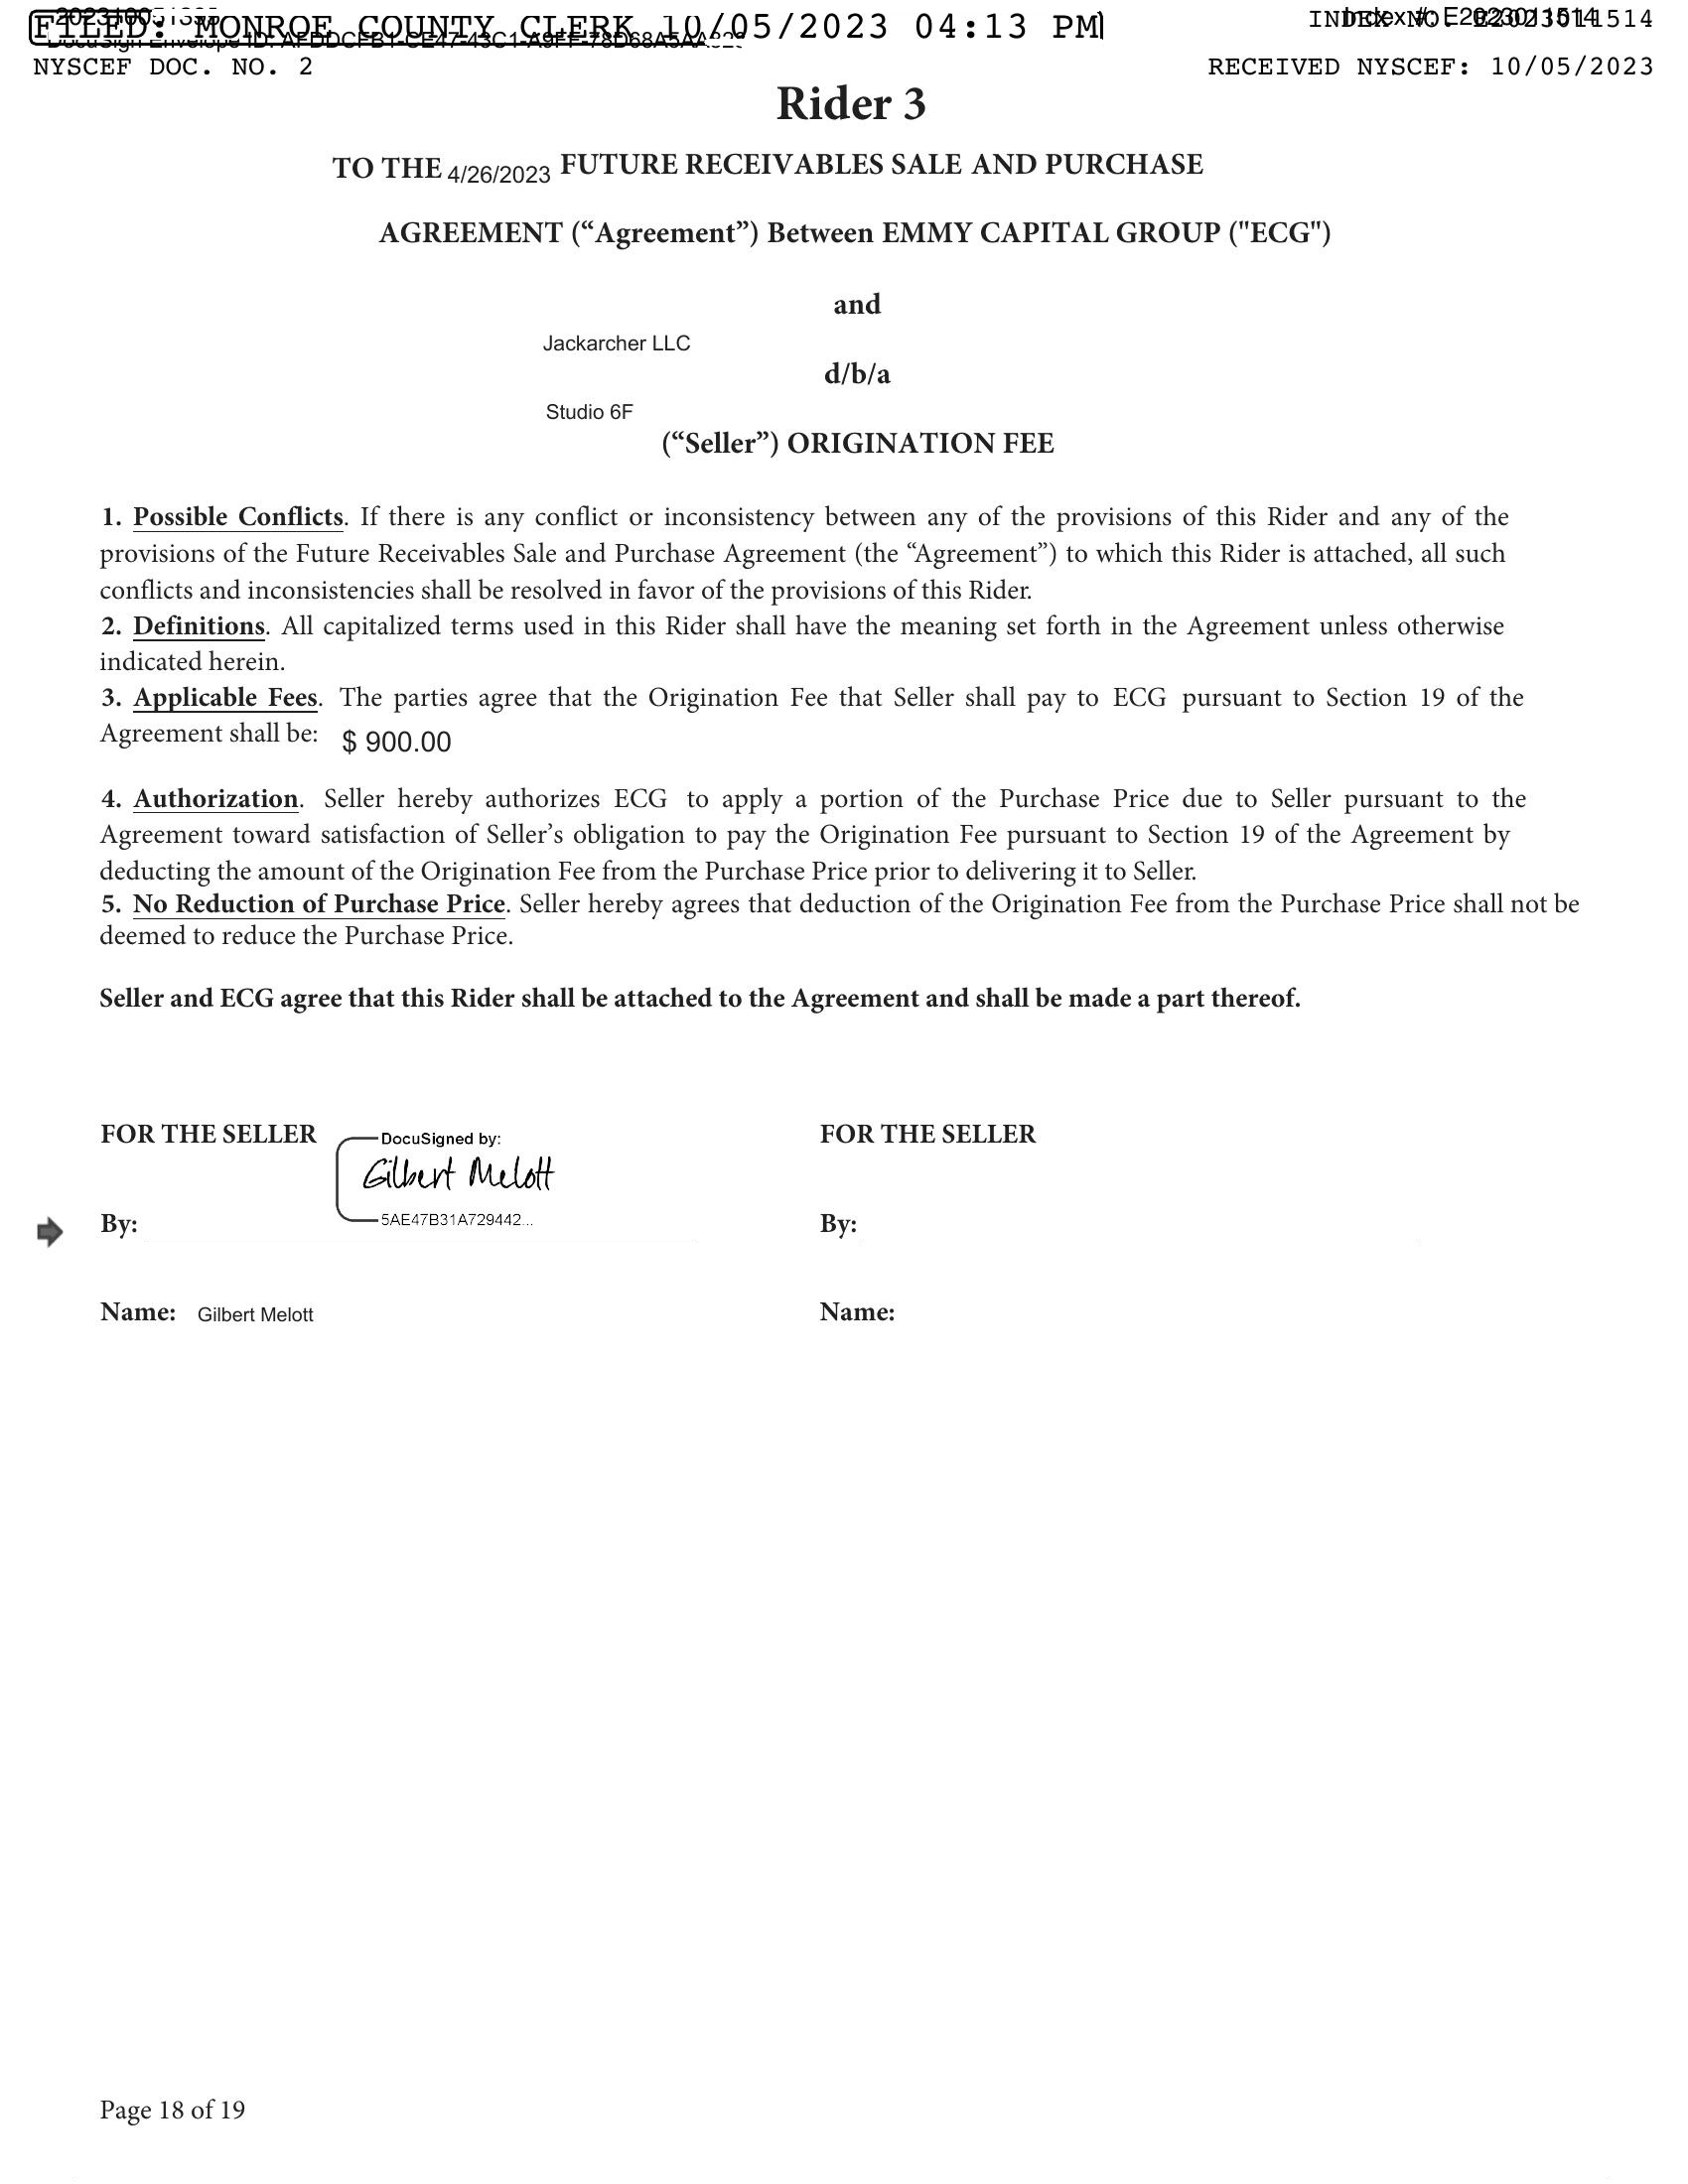 FILED: MONROE COUNTY CLERK 10/05/2023 04:13 PM
INDEX NO. E2023011514
Index #: E2023011514
NYSCEF DOC. NO. 2
RECEIVED NYSCEF: 10/05/2023
Rider 3
TO THE 4/26/2023 FUTURE RECEIVABLES SALE AND PURCHASE
AGREEMENT (“Agreement”) Between EMMY CAPITAL GROUP ("ECG")
and
Jackarcher LLC
d/b/a
Studio 6F
(“Seller”) ORIGINATION FEE
1. Possible Conflicts. If there is any conflict or inconsistency between any of the provisions of this Rider and any of the
provisions of the Future Receivables Sale and Purchase Agreement (the “Agreement”) to which this Rider is attached, all such
conflicts and inconsistencies shall be resolved in favor of the provisions of this Rider.
2. Definitions. All capitalized terms used in this Rider shall have the meaning set forth in the Agreement unless otherwise
indicated herein.
3. Applicable Fees. The parties agree that the Origination Fee that Seller shall pay to ECG pursuant to Section 19 of the
Agreement shall be: $ 900.00
4. Authorization. Seller hereby authorizes ECG to apply a portion of the Purchase Price due to Seller pursuant to the
Agreement toward satisfaction of Seller’s obligation to pay the Origination Fee pursuant to Section 19 of the Agreement by
deducting the amount of the Origination Fee from the Purchase Price prior to delivering it to Seller.
5. No Reduction of Purchase Price. Seller hereby agrees that deduction of the Origination Fee from the Purchase Price shall not be
deemed to reduce the Purchase Price.
Seller and ECG agree that this Rider shall be attached to the Agreement and shall be made a part thereof.
FOR THE SELLER
DocuSigned by:
Gilbert Melott
5AE47B31A729442...
By:
Name: Gilbert Melott
FOR THE SELLER
By:
Name:
Page 18 of 19